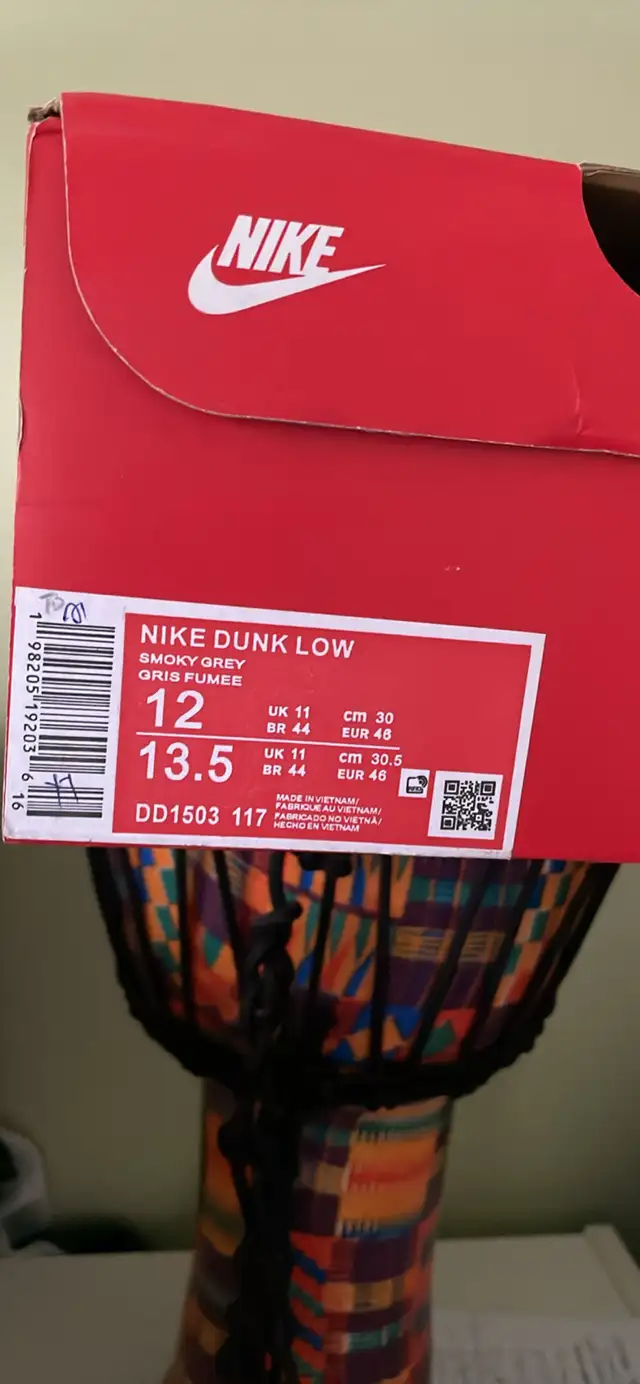 NIKE
NIKE DUNK LOW
SMOKY GREY
GRIS FUMEE
12 UK 11 cm 30
BR 44 EUR 46
13.5 UK 11 cm 30.5
BR 44 EUR 46
DD1503 117
MADE IN VIETNAM/
FABRIQUE AU VIETNAM/
FABRICADO NO VIETNÃ/
HECHO EN VIETNAM
1 98205 19203 6 16